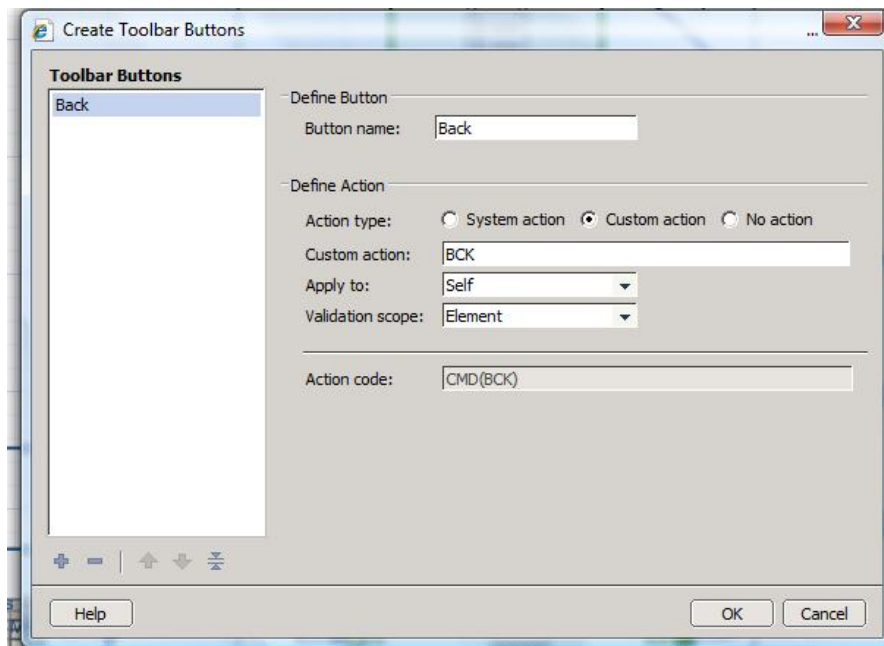 Create Toolbar Buttons
...
Toolbar Buttons
Back
Define Button
Button name: Back
Define Action
Action type: System action Custom action No action
Custom action: BCK
Apply to: Self
Validation scope: Element
Action code: CMD(BCK)
Help OK Cancel